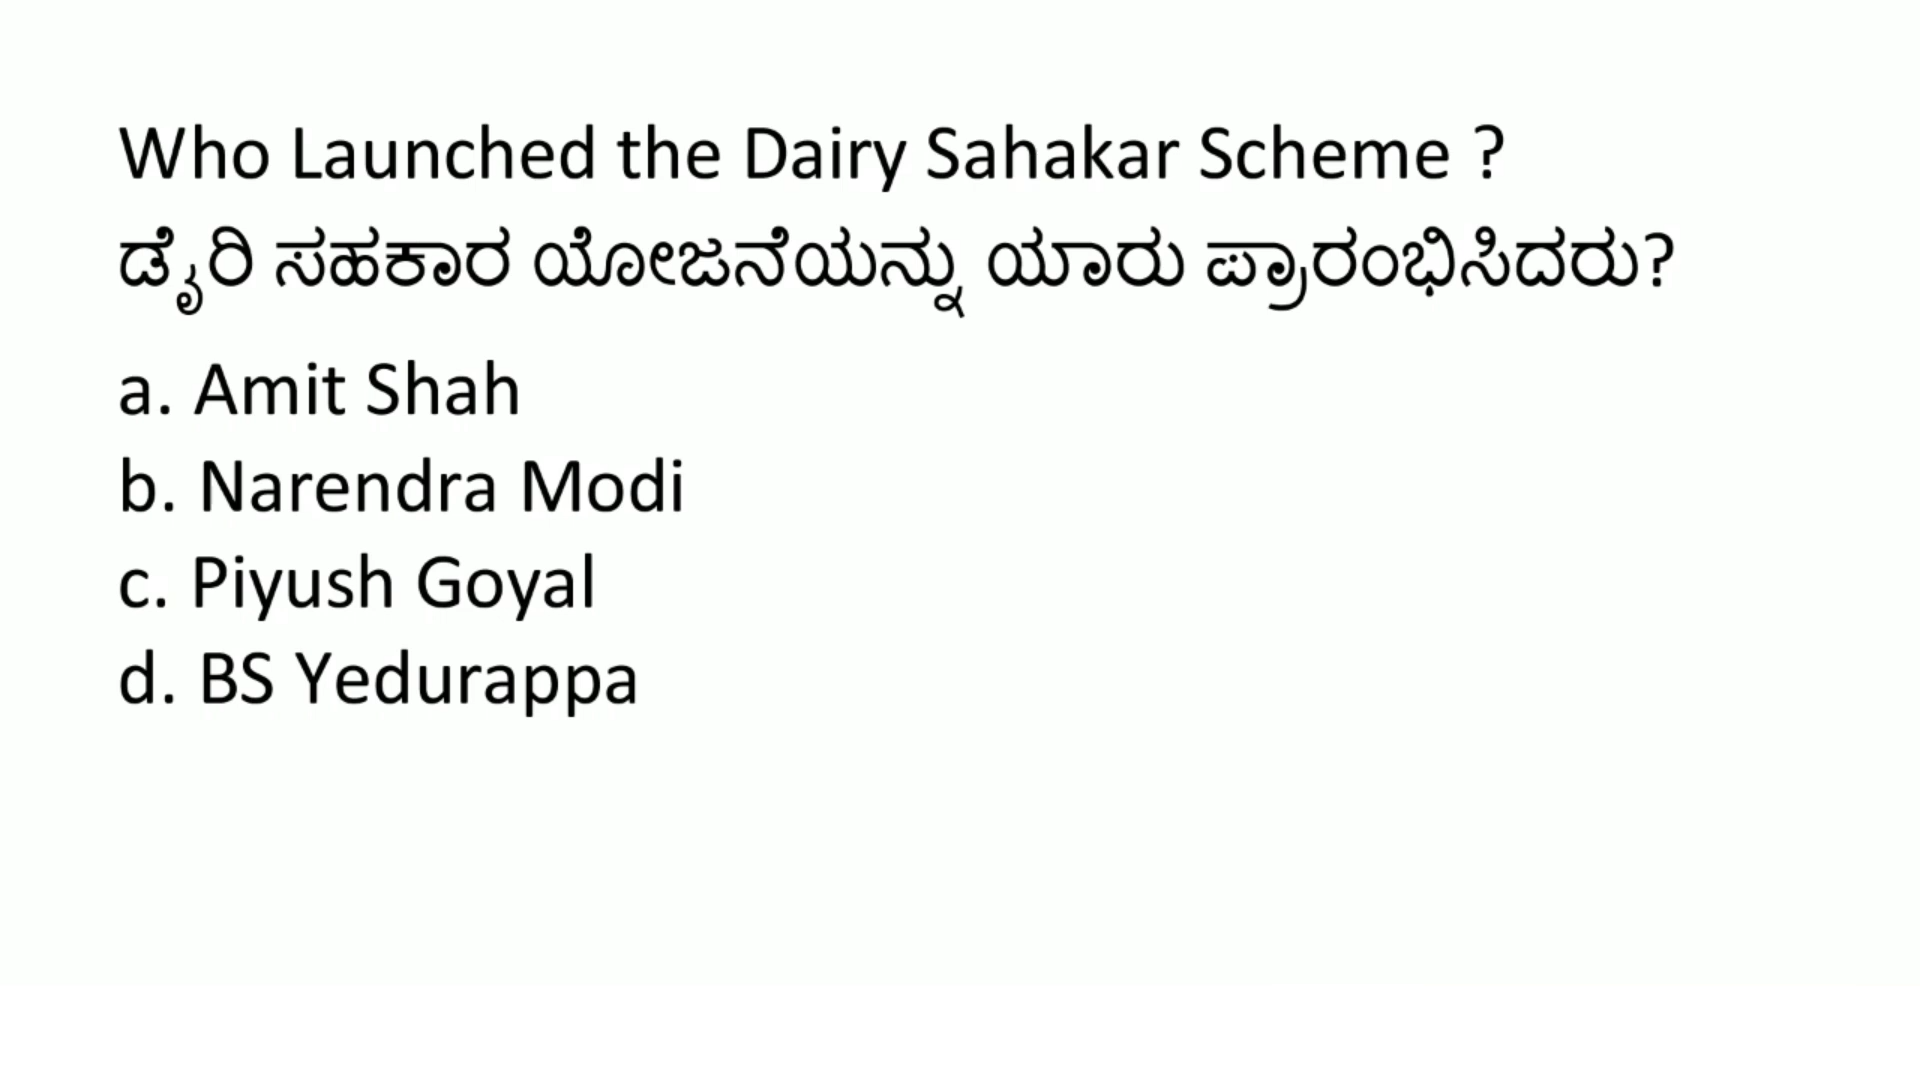 Who Launched the Dairy Sahakar Scheme ?
ಡೈರಿ ಸಹಕಾರ ಯೋಜನೆಯನ್ನು ಯಾರು ಪ್ರಾರಂಭಿಸಿದರು?
a. Amit Shah
b. Narendra Modi
c. Piyush Goyal
d. BS Yedurappa